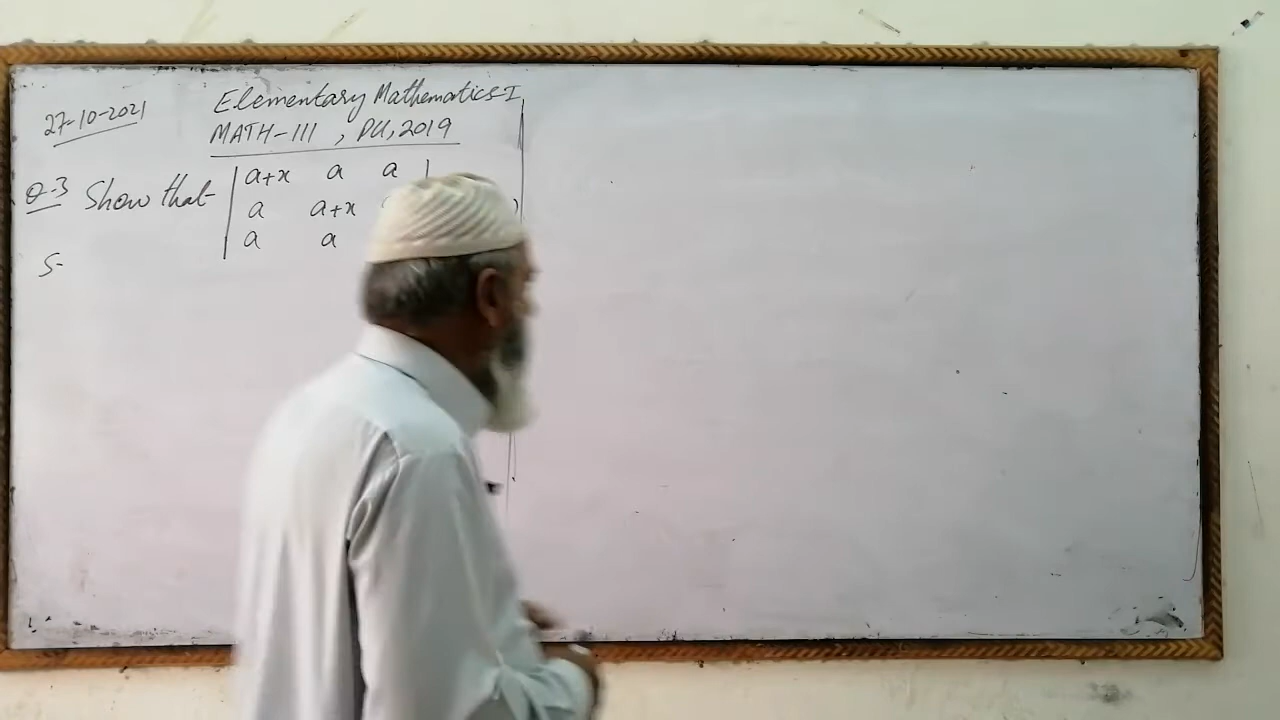 27-10-2021
Elementary Mathematics-I
MATH-111, PU, 2019
Q.3 Show that | a+x a a |
| a a+x
| a a
S-